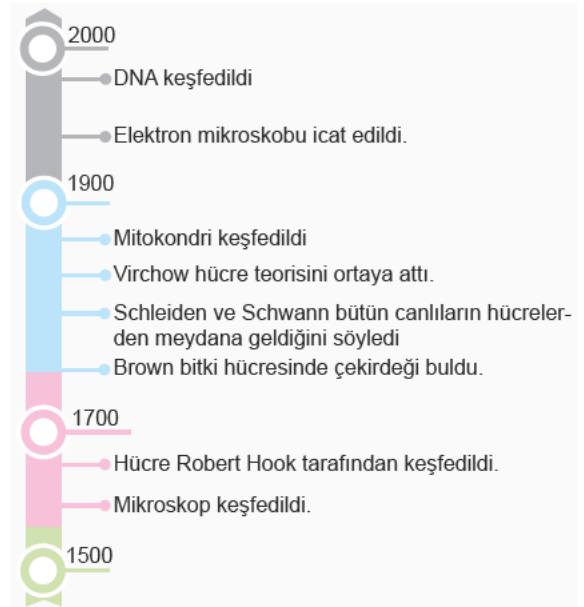 2000
DNA keşfedildi
Elektron mikroskobu icat edildi.
1900
Mitokondri keşfedildi
Virchow hücre teorisini ortaya attı.
Schleiden ve Schwann bütün canlıların hücreler-
den meydana geldiğini söyledi
Brown bitki hücresinde çekirdeği buldu.
1700
Hücre Robert Hook tarafından keşfedildi.
Mikroskop keşfedildi.
1500